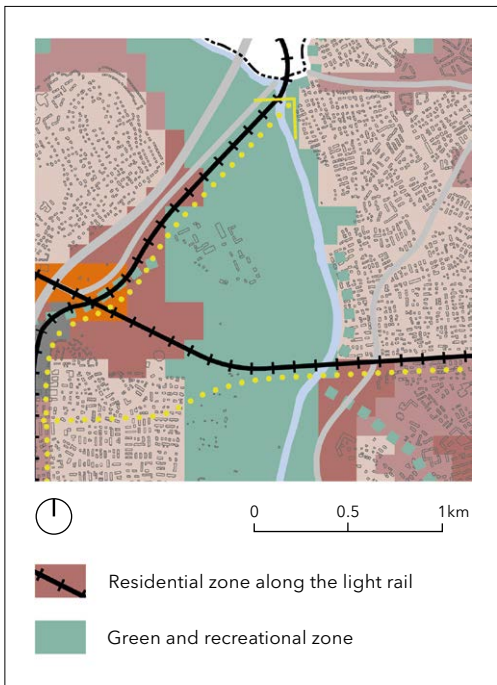 0 0.5 1km
Residential zone along the light rail
Green and recreational zone